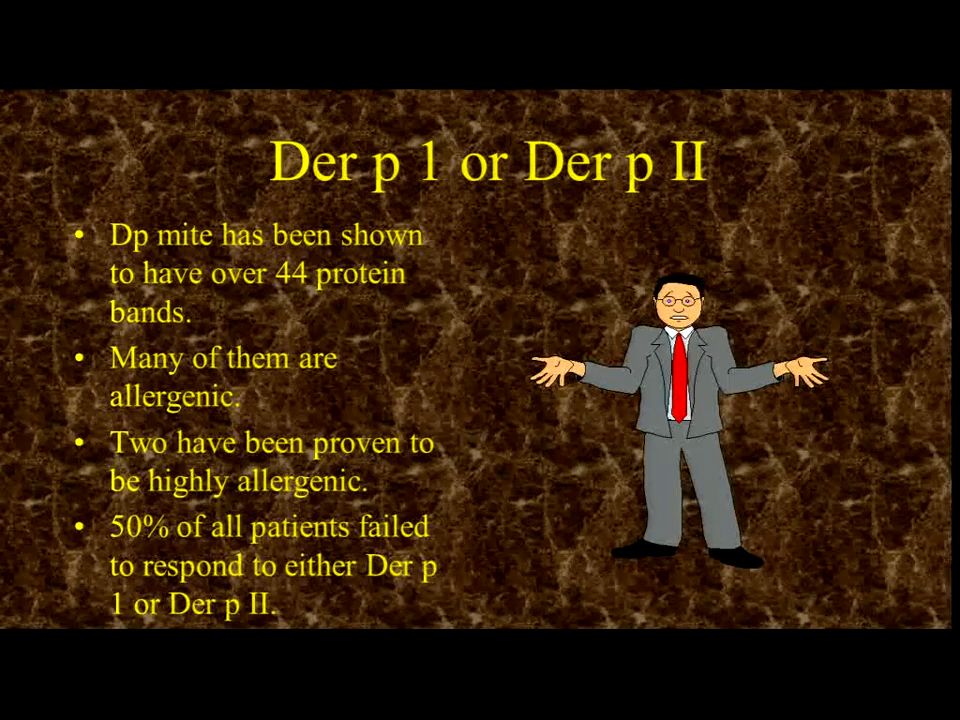 Der p 1 or Der p II
• Dp mite has been shown
to have over 44 protein
bands.
• Many of them are
allergenic.
• Two have been proven to
be highly allergenic.
• 50% of all patients failed
to respond to either Der p
1 or Der p II.